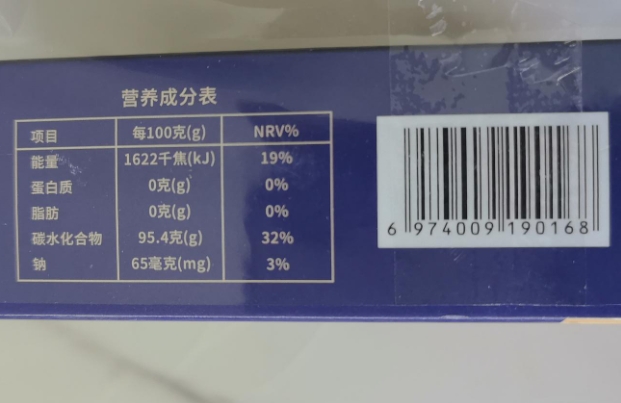 营养成分表
项目 每100克(g) NRV%
能量 1622千焦(kJ) 19%
蛋白质 0克(g) 0%
脂肪 0克(g) 0%
碳水化合物 95.4克(g) 32%
钠 65毫克(mg) 3%
6 974009 190168